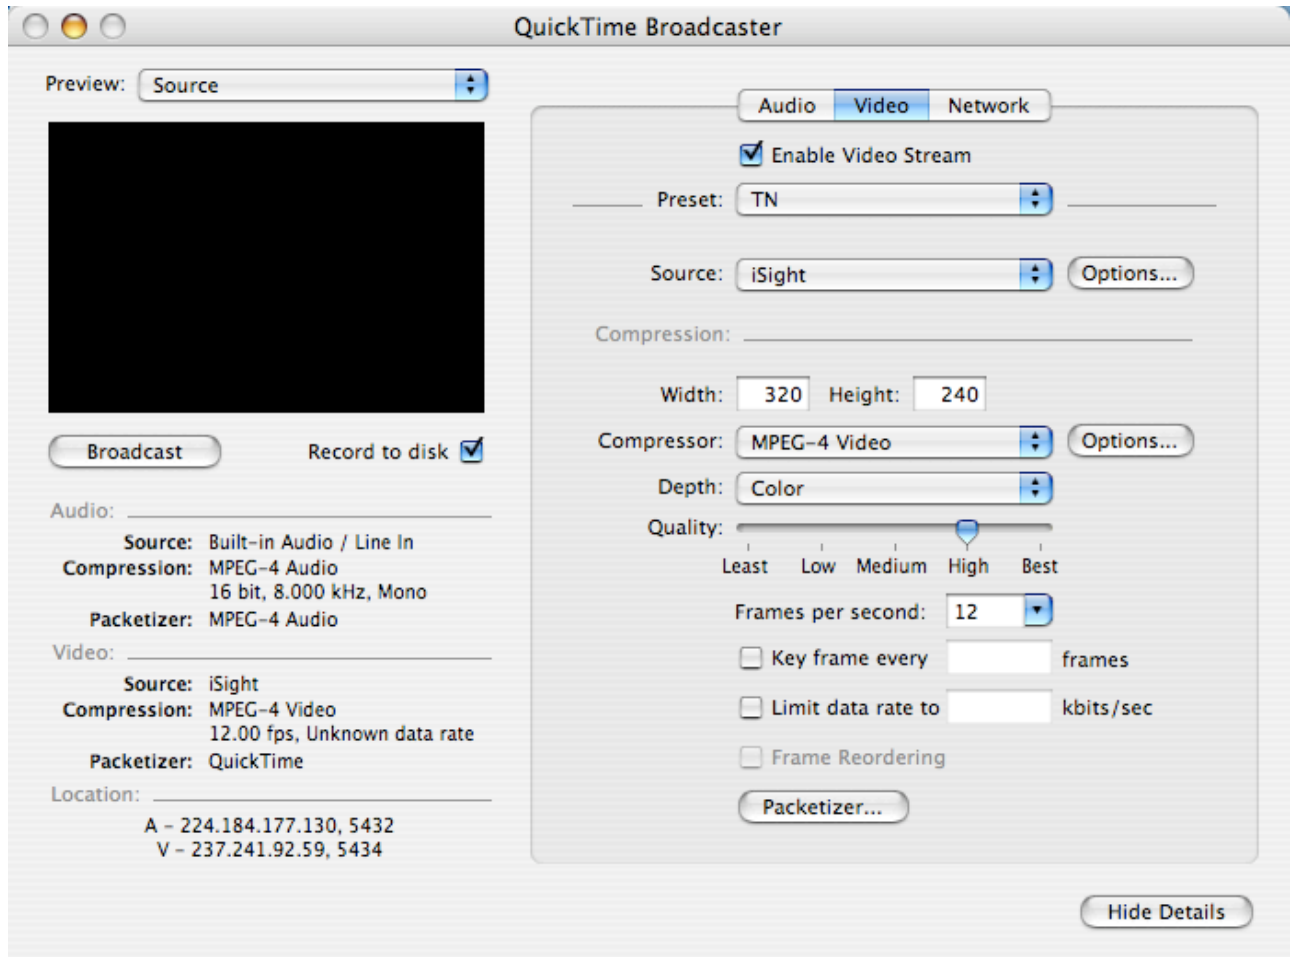 QuickTime Broadcaster
Preview: Source
Broadcast Record to disk
Audio:
Source: Built-in Audio / Line In
Compression: MPEG-4 Audio
16 bit, 8.000 kHz, Mono
Packetizer: MPEG-4 Audio
Video:
Source: iSight
Compression: MPEG-4 Video
12.00 fps, Unknown data rate
Packetizer: QuickTime
Location:
A - 224.184.177.130, 5432
V - 237.241.92.59, 5434
Audio Video Network
Enable Video Stream
Preset: TN
Source: iSight Options...
Compression:
Width: 320 Height: 240
Compressor: MPEG-4 Video Options...
Depth: Color
Quality:
Least Low Medium High Best
Frames per second: 12
Key frame every frames
Limit data rate to kbits/sec
Frame Reordering
Packetizer...
Hide Details